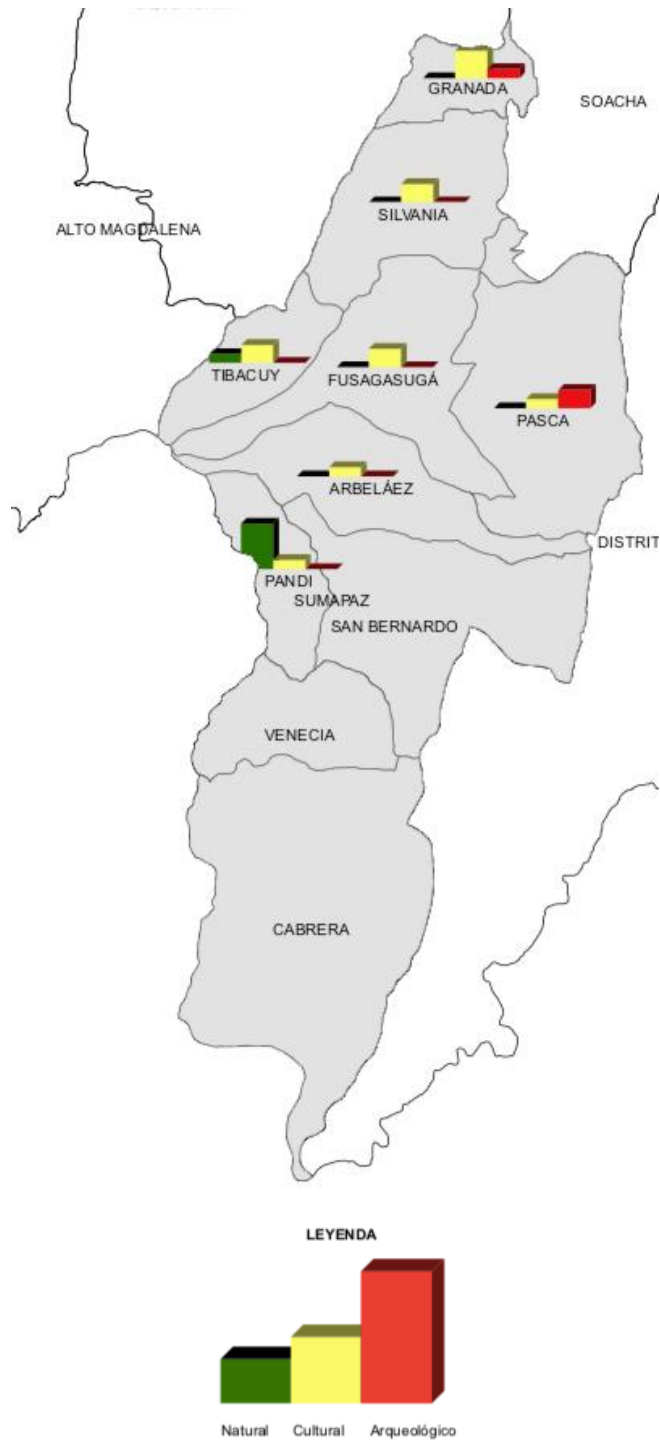 GRANADA
SOACHA
SILVANIA
ALTO MAGDALENA
TIBACUY
FUSAGASUGÁ
PASCA
ARBELÁEZ
DISTRIT
PANDI
SUMAPAZ
SAN BERNARDO
VENECIA
CABRERA
LEYENDA
Natural Cultural Arqueológico